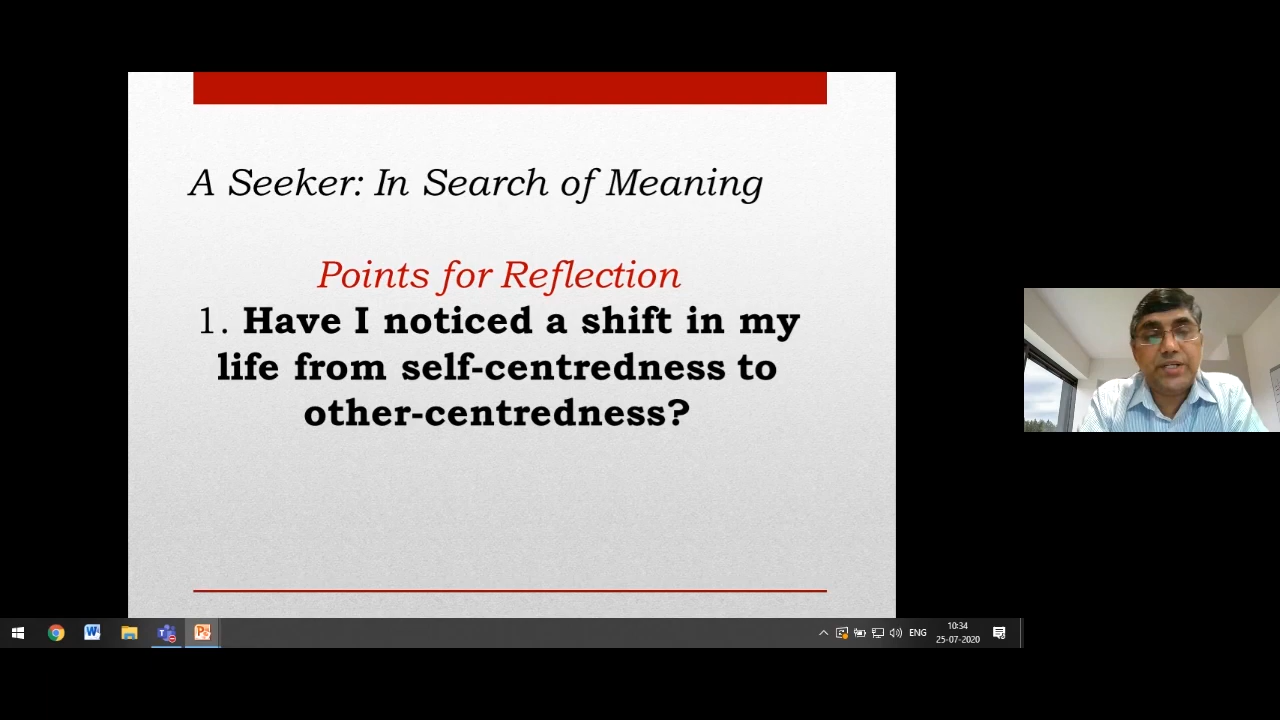 A Seeker: In Search of Meaning
Points for Reflection
1. Have I noticed a shift in my
life from self-centredness to
other-centredness?
ENG
10:34
25-07-2020